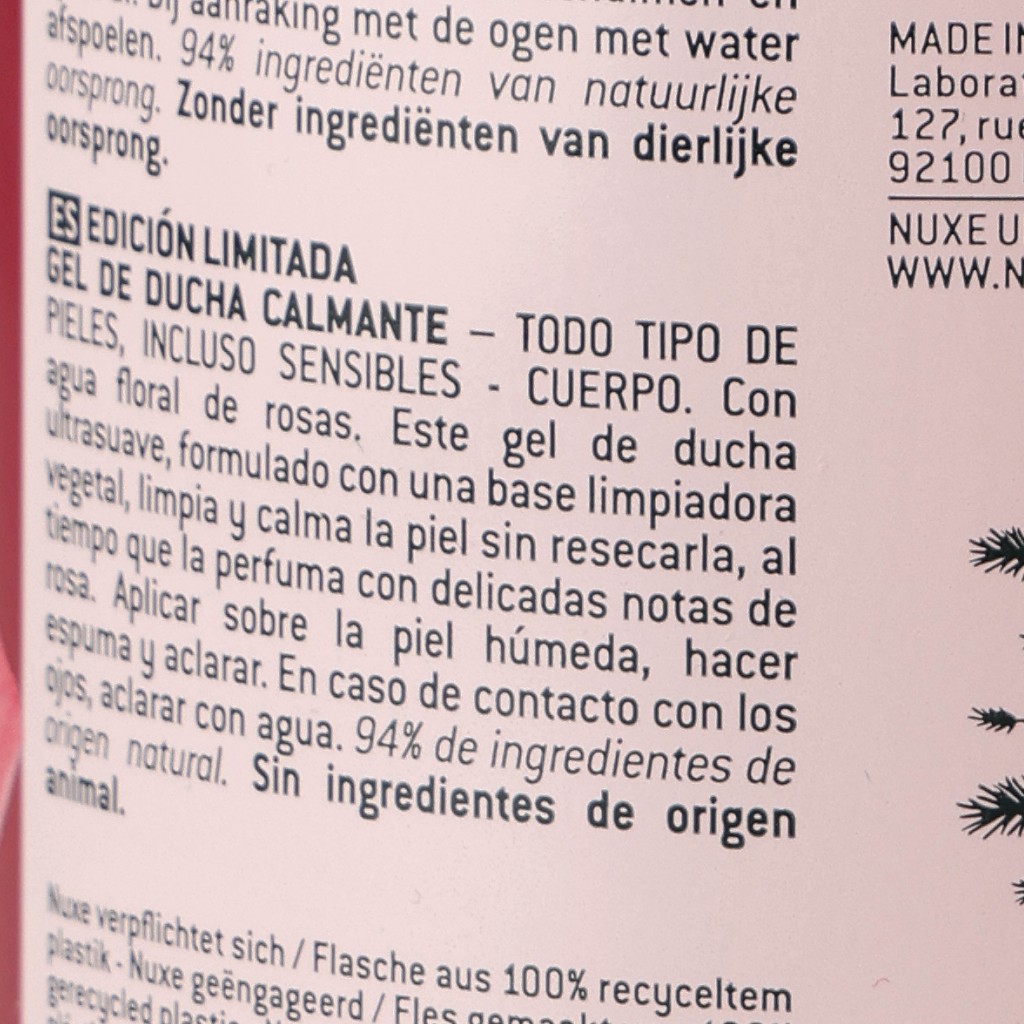 aanraking met de ogen met water
afspoelen. 94% ingrediënten van natuurlijke
oorsprong. Zonder ingrediënten van dierlijke
oorsprong.
ES EDICIÓN LIMITADA
GEL DE DUCHA CALMANTE – TODO TIPO DE
PIELES, INCLUSO SENSIBLES - CUERPO. Con
agua floral de rosas. Este gel de ducha
ultrasuave, formulado con una base limpiadora
vegetal, limpia y calma la piel sin resecarla, al
tiempo que la perfuma con delicadas notas de
rosa. Aplicar sobre la piel húmeda, hacer
espuma y aclarar. En caso de contacto con los
ojos, aclarar con agua. 94% de ingredientes de
origen natural. Sin ingredientes de origen
animal.
Nuxe verpflichtet sich / Flasche aus 100% recyceltem
plastik - Nuxe geëngageerd / Fles
gerecycled
MADE IN
Labora
127, rue
92100
NUXE U
WWW.N